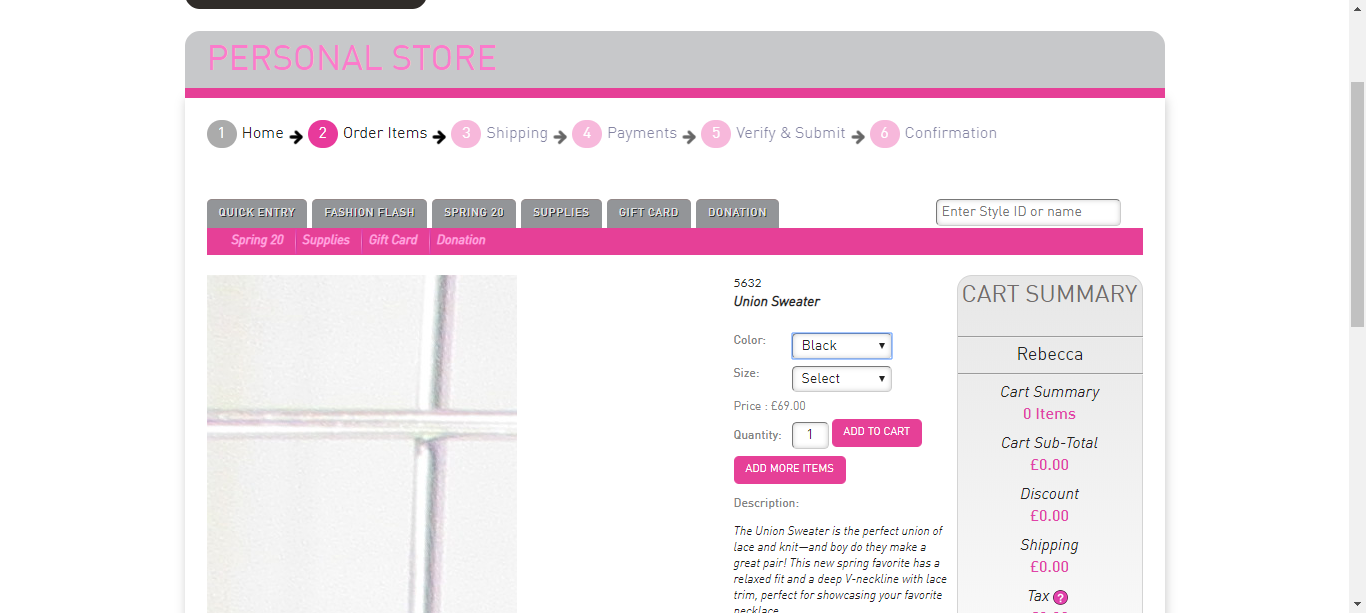 PERSONAL STORE
1 Home 2 Order Items 3 Shipping 4 Payments 5 Verify & Submit 6 Confirmation
QUICK ENTRY FASHION FLASH SPRING 20 SUPPLIES GIFT CARD DONATION
Enter Style ID or name
Spring 20 Supplies Gift Card Donation
5632
Union Sweater
Color: Black
Size: Select
Price : £69.00
Quantity: 1 ADD TO CART
ADD MORE ITEMS
Description:
The Union Sweater is the perfect union of
lace and knit—and boy do they make a
great pair! This new spring favorite has a
relaxed fit and a deep V-neckline with lace
trim, perfect for showcasing your favorite
necklace.
CART SUMMARY
Rebecca
Cart Summary
0 Items
Cart Sub-Total
£0.00
Discount
£0.00
Shipping
£0.00
Tax ?